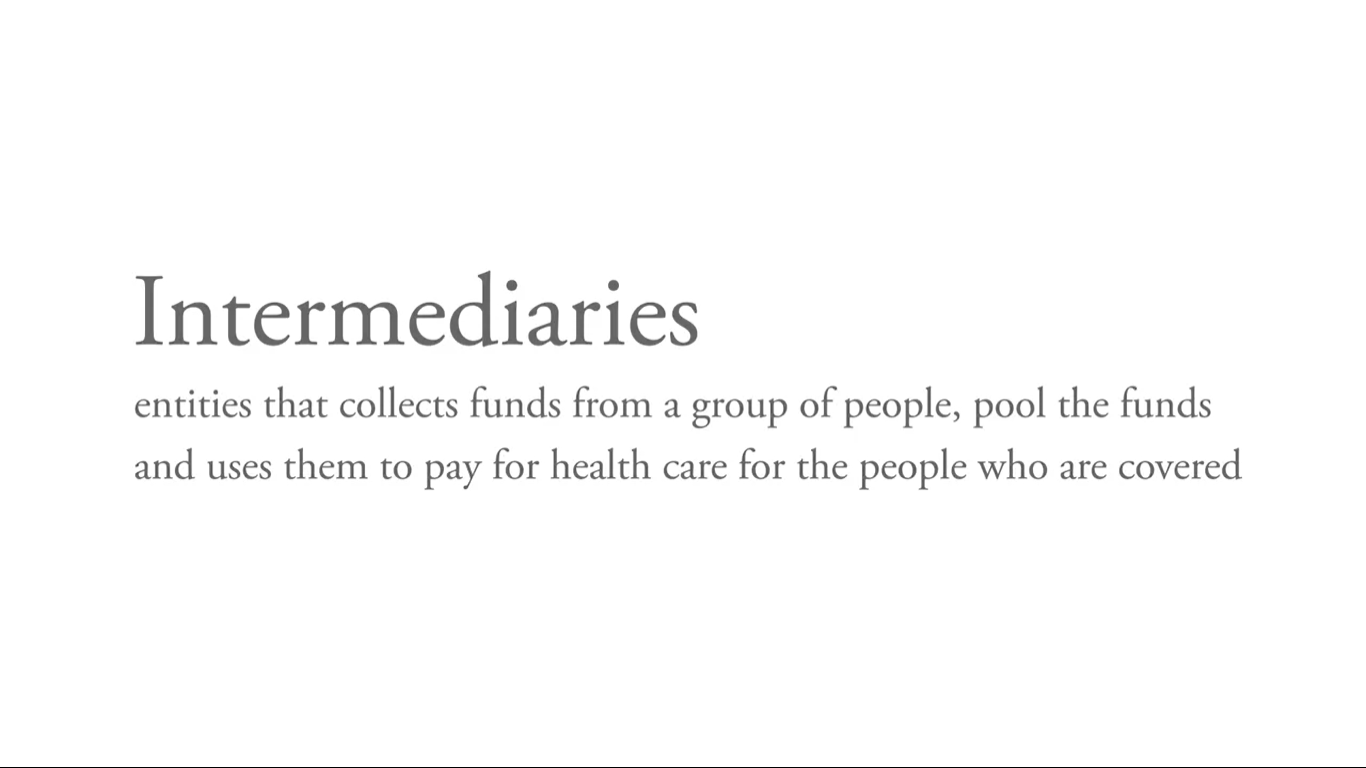 Intermediaries
entities that collects funds from a group of people, pool the funds
and uses them to pay for health care for the people who are covered